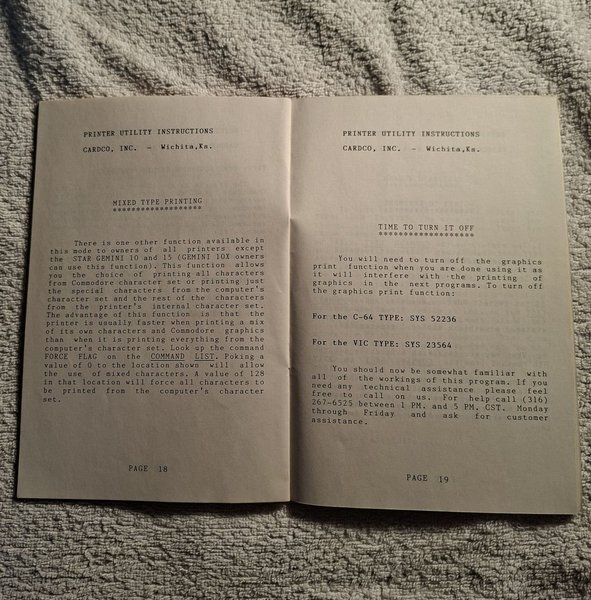 PRINTER UTILITY INSTRUCTIONS
CARDCO, INC. - Wichita,Ka.
MIXED TYPE PRINTING
********************
There is one other function available in
this mode to owners of all printers except
the STAR GEMINI 10 and 15 (GEMINI 10X owners
can use this function). This function allows
you the choice of printing all characters
from Commodore character set or printing just
the special characters from the computer's
character set and the rest of the characters
from the printer's internal character set.
The advantage of this function is that the
printer is usually faster when printing a mix
of its own characters and Commodore graphics
than when it is printing everything from the
computer's character set. Look up the command
FORCE FLAG on the COMMAND LIST. Poking a
value of 0 to the location shown will allow
the use of mixed characters. A value of 128
in that location will force all characters to
be printed from the computer's character
set.
PAGE 18
PRINTER UTILITY INSTRUCTIONS
CARDCO, INC. - Wichita,Ka.
TIME TO TURN IT OFF
*********************
You will need to turn off the graphics
print function when you are done using it as
it will interfere with the printing of
graphics in the next programs. To turn off
the graphics print function:
For the C-64 TYPE: SYS 52236
For the VIC TYPE: SYS 23564
You should now be somewhat familiar with
all of the workings of this program. If you
need any technical assistance please feel
free to call on us. For help call (316)
267-6525 between 1 PM. and 5 PM. CST. Monday
through Friday and ask for customer
assistance.
PAGE 19